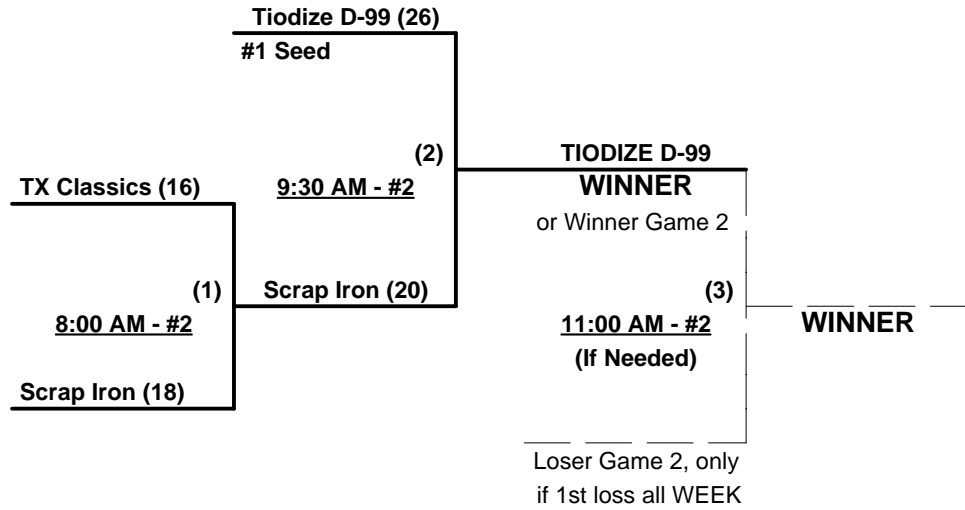 Tiodize D-99 (26)
#1 Seed
(2)
9:30 AM - #2
TX Classics (16)
(1)
8:00 AM - #2
Scrap Iron (18)
Scrap Iron (20)
TIODIZE D-99
WINNER
or Winner Game 2
(3)
11:00 AM - #2
(If Needed)
Loser Game 2, only
if 1st loss all WEEK
WINNER